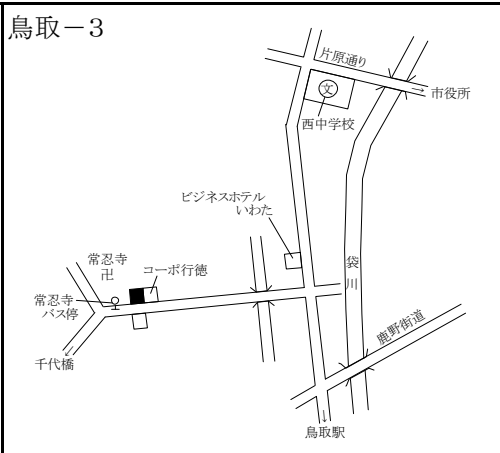 鳥取−3
片原通り
→
市役所
文
西中学校
ビジネスホテル
いわた
袋川
常忍寺
卍
コーポ行徳
常忍寺
バス停
千代橋
鹿野街道
鳥取駅